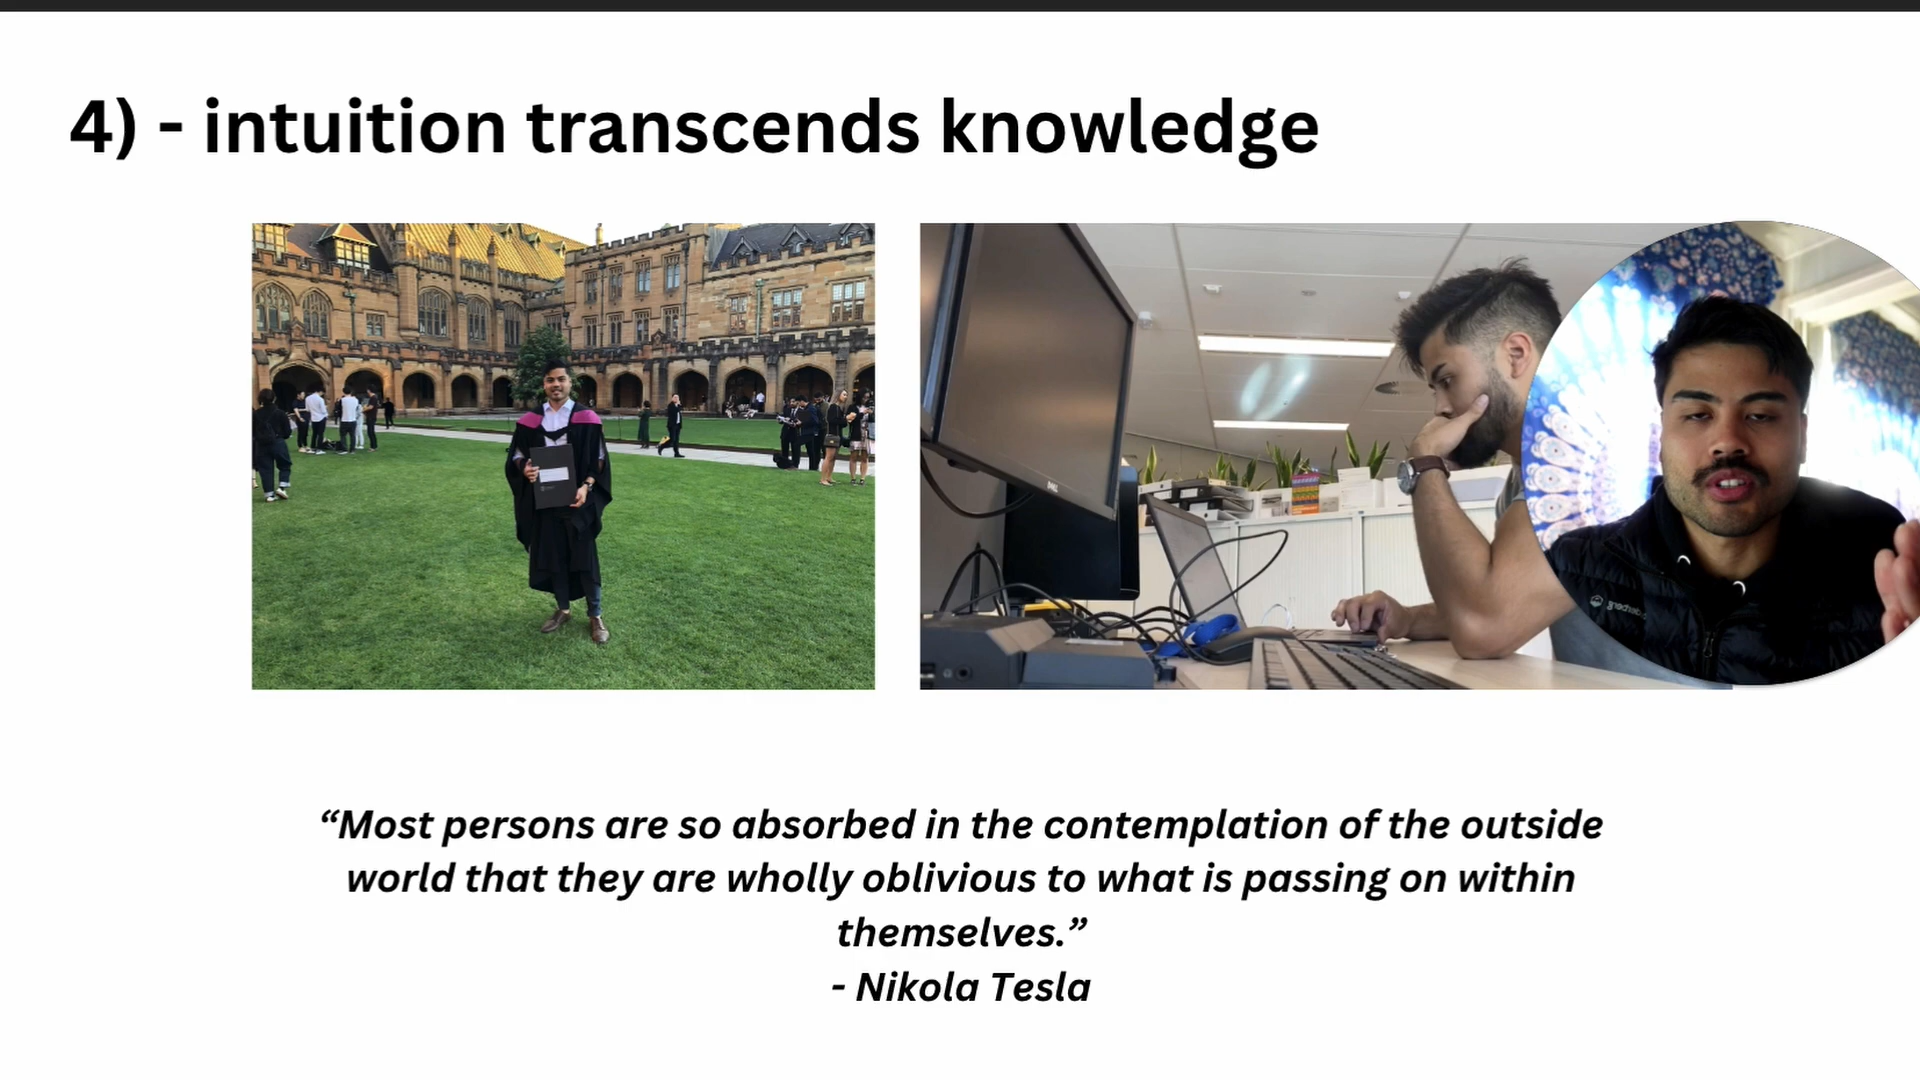 4) - intuition transcends knowledge
DELL
“Most persons are so absorbed in the contemplation of the outside
world that they are wholly oblivious to what is passing on within
themselves.”
- Nikola Tesla